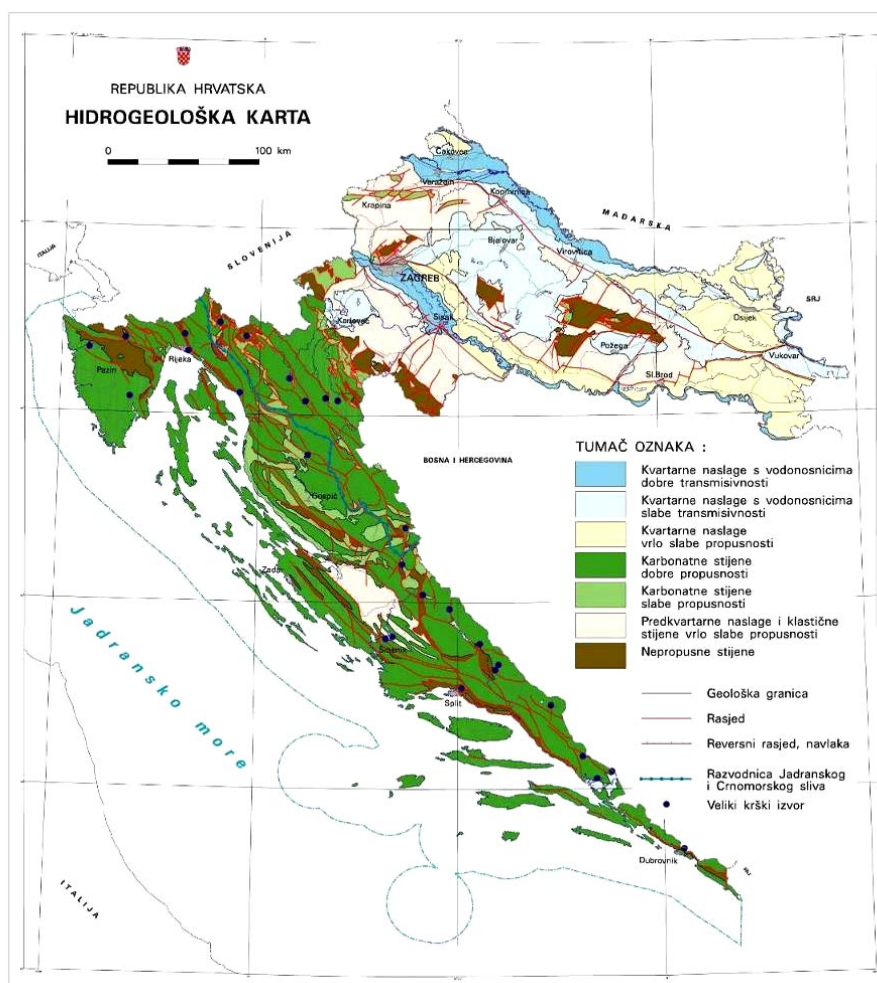 REPUBLIKA HRVATSKA
HIDROGEOLOŠKA KARTA
0 100 km
Čakovec
Varaždin
Koprivnica
Krapina
MAĐARSKA
Bjelovar
Virovitica
SLOVENIJA
ITALIJA
ZAGREB
SRJ
Karlovac
Sisak
Osijek
Požega
Vukovar
Pazin
Rijeka
Sl.Brod
BOSNA I HERCEGOVINA
TUMAČ OZNAKA :
Kvartarne naslage s vodonosnicima
dobre transmisivnosti
Kvartarne naslage s vodonosnicima
slabe transmisivnosti
Kvartarne naslage
vrlo slabe propusnosti
Karbonatne stijene
dobre propusnosti
Karbonatne stijene
slabe propusnosti
Predkvartarne naslage i klastične
stijene vrlo slabe propusnosti
Nepropusne stijene
Geološka granica
Rasjed
Reversni rasjed, navlaka
Razvodnica Jadranskog
i Crnomorskog sliva
Veliki krški izvor
Gospić
Zadar
Šibenik
Split
Jadransko more
Dubrovnik
ITALIJA